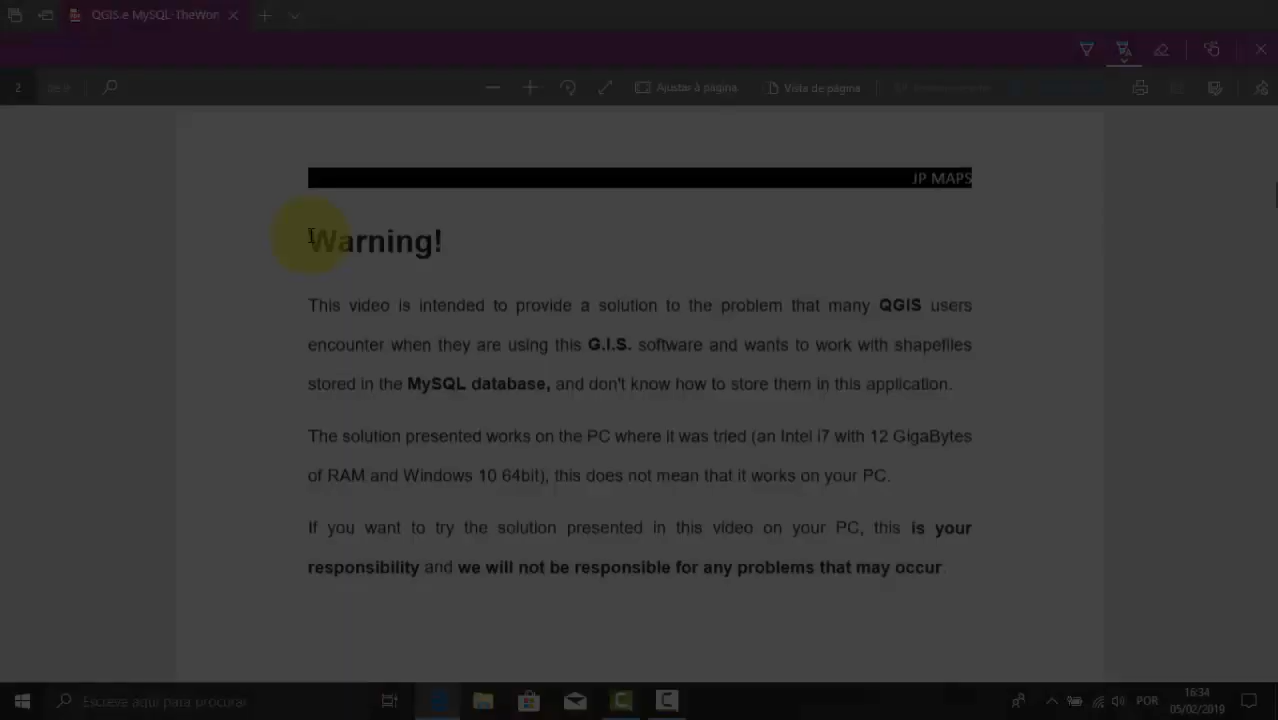 QGIS e MySQL-TheWon
2
de 9
Ajustar à página
Vista de página
JP MAPS
Warning!
This video is intended to provide a solution to the problem that many QGIS users
encounter when they are using this G.I.S. software and wants to work with shapefiles
stored in the MySQL database, and don't know how to store them in this application.
The solution presented works on the PC where it was tried (an Intel i7 with 12 GigaBytes
of RAM and Windows 10 64bit), this does not mean that it works on your PC.
If you want to try the solution presented in this video on your PC, this is your
responsibility and we will not be responsible for any problems that may occur.
Escreve aqui para procurar
POR
16:34
05/02/2019